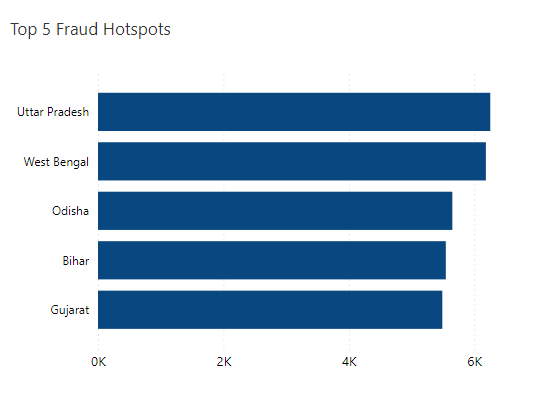 Top 5 Fraud Hotspots
Uttar Pradesh
West Bengal
Odisha
Bihar
Gujarat
0K 2K 4K 6K